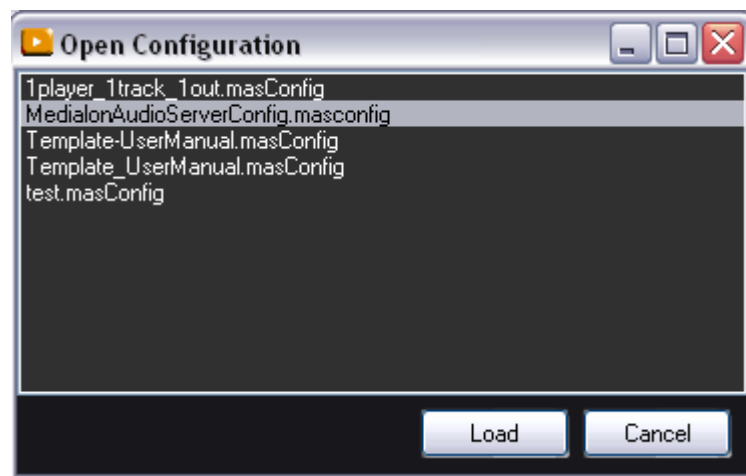 Open Configuration
1player_1track_1out.masConfig
MedialonAudioServerConfig.masconfig
Template-UserManual.masConfig
Template_UserManual.masConfig
test.masConfig
Load Cancel